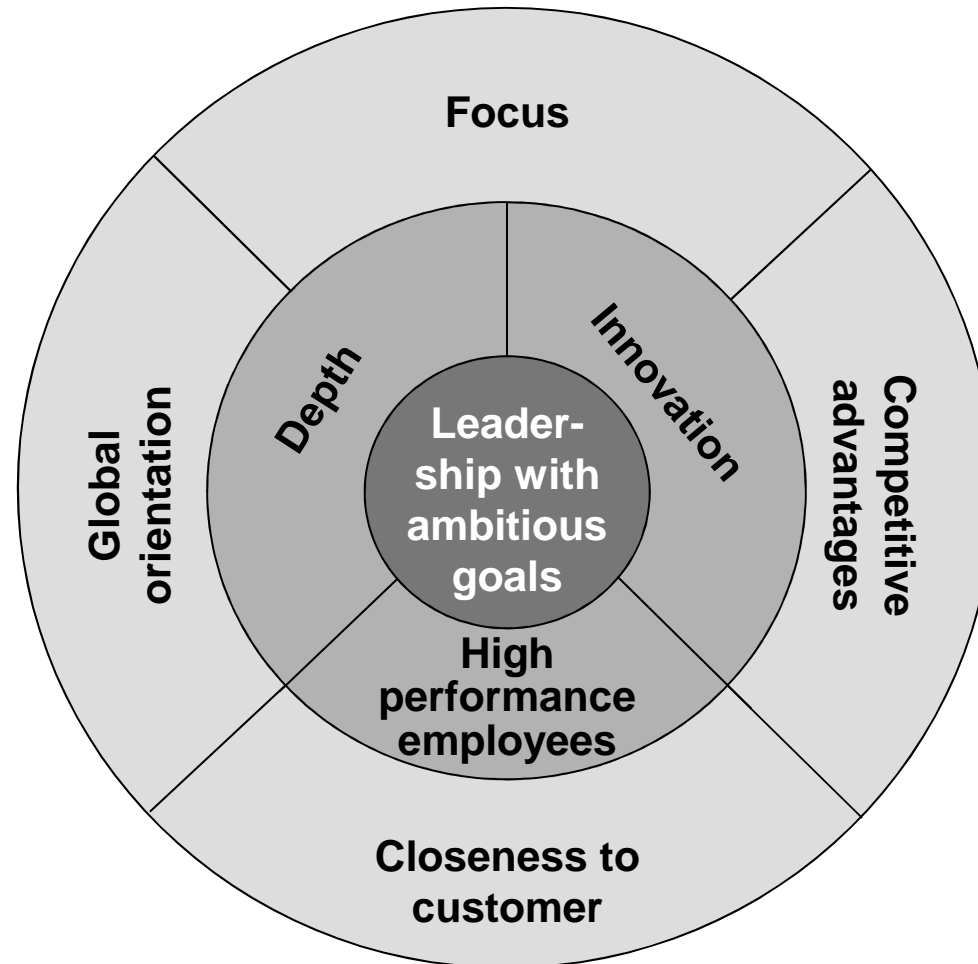 Focus
Depth
Innovation
Global
orientation
Leader-
ship with
ambitious
goals
Competitive
advantages
High
performance
employees
Closeness to
customer